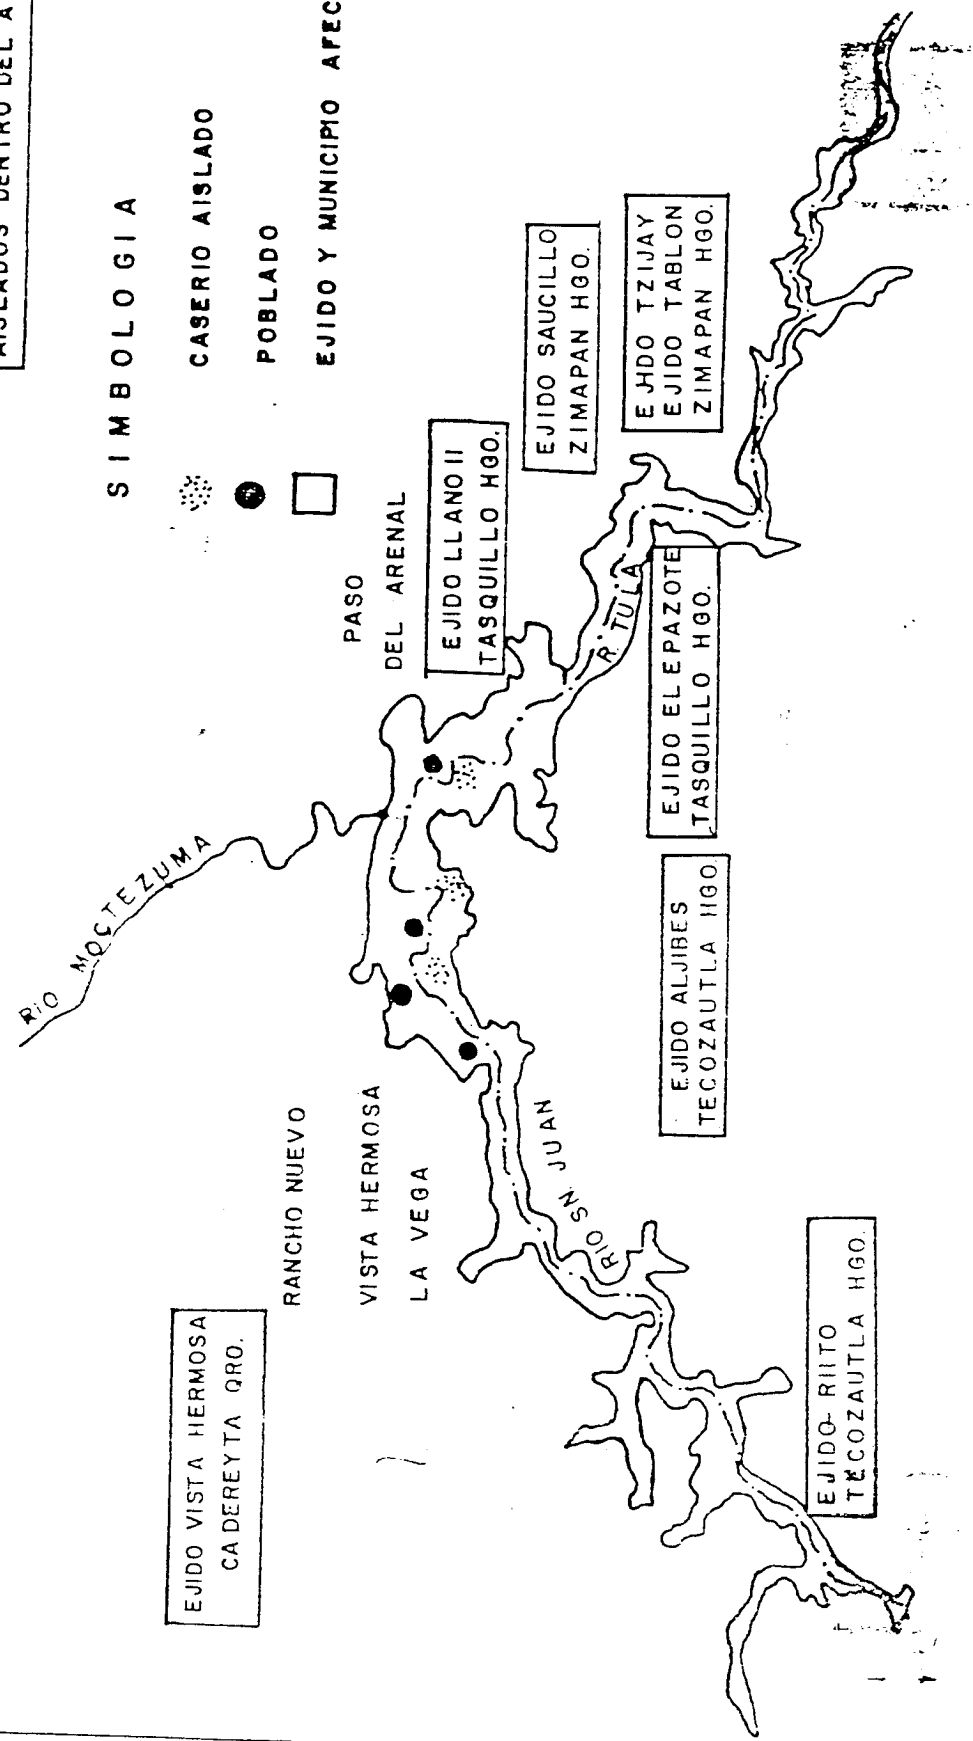 AISLADOS DENTRO DEL A
SIMBOLOGIA
CASERIO AISLADO
POBLADO
EJIDO Y MUNICIPIO AFEC
RIO MOCTEZUMA
PASO
DEL ARENAL
EJIDO LLANO II
TASQUILLO HGO.
EJIDO SAUCILLO
ZIMAPAN HGO.
EJIDO TZIJAY
EJIDO TABLON
ZIMAPAN HGO.
R. TULA
EJIDO EL EPAZOTE
TASQUILLO HGO.
EJIDO ALJIBES
TECOZAUTLA HGO.
EJIDO VISTA HERMOSA
CADEREYTA QRO.
RANCHO NUEVO
VISTA HERMOSA
LA VEGA
RIO SN. JUAN
EJIDO RIITO
TECOZAUTLA HGO.